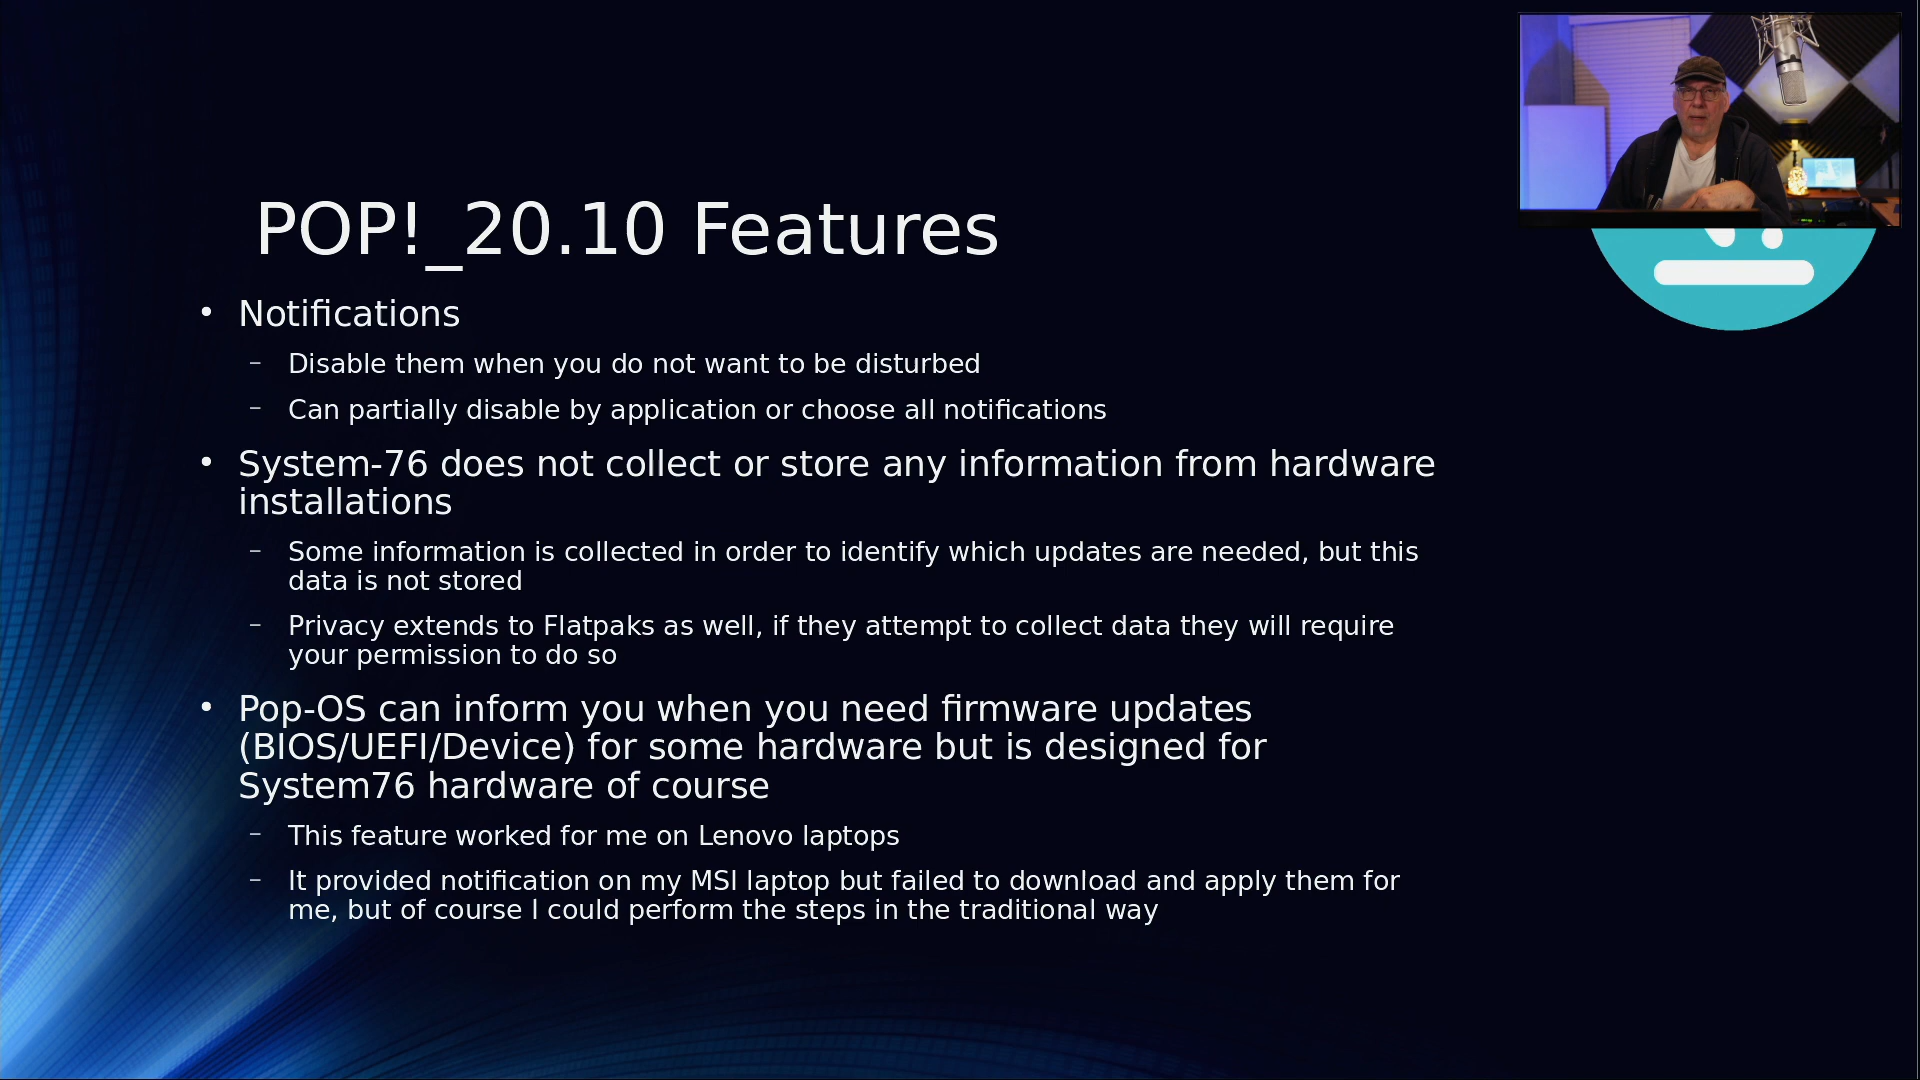 POP!_20.10 Features
• Notifications
– Disable them when you do not want to be disturbed
– Can partially disable by application or choose all notifications
• System-76 does not collect or store any information from hardware
installations
– Some information is collected in order to identify which updates are needed, but this
data is not stored
– Privacy extends to Flatpaks as well, if they attempt to collect data they will require
your permission to do so
• Pop-OS can inform you when you need firmware updates
(BIOS/UEFI/Device) for some hardware but is designed for
System76 hardware of course
– This feature worked for me on Lenovo laptops
– It provided notification on my MSI laptop but failed to download and apply them for
me, but of course I could perform the steps in the traditional way